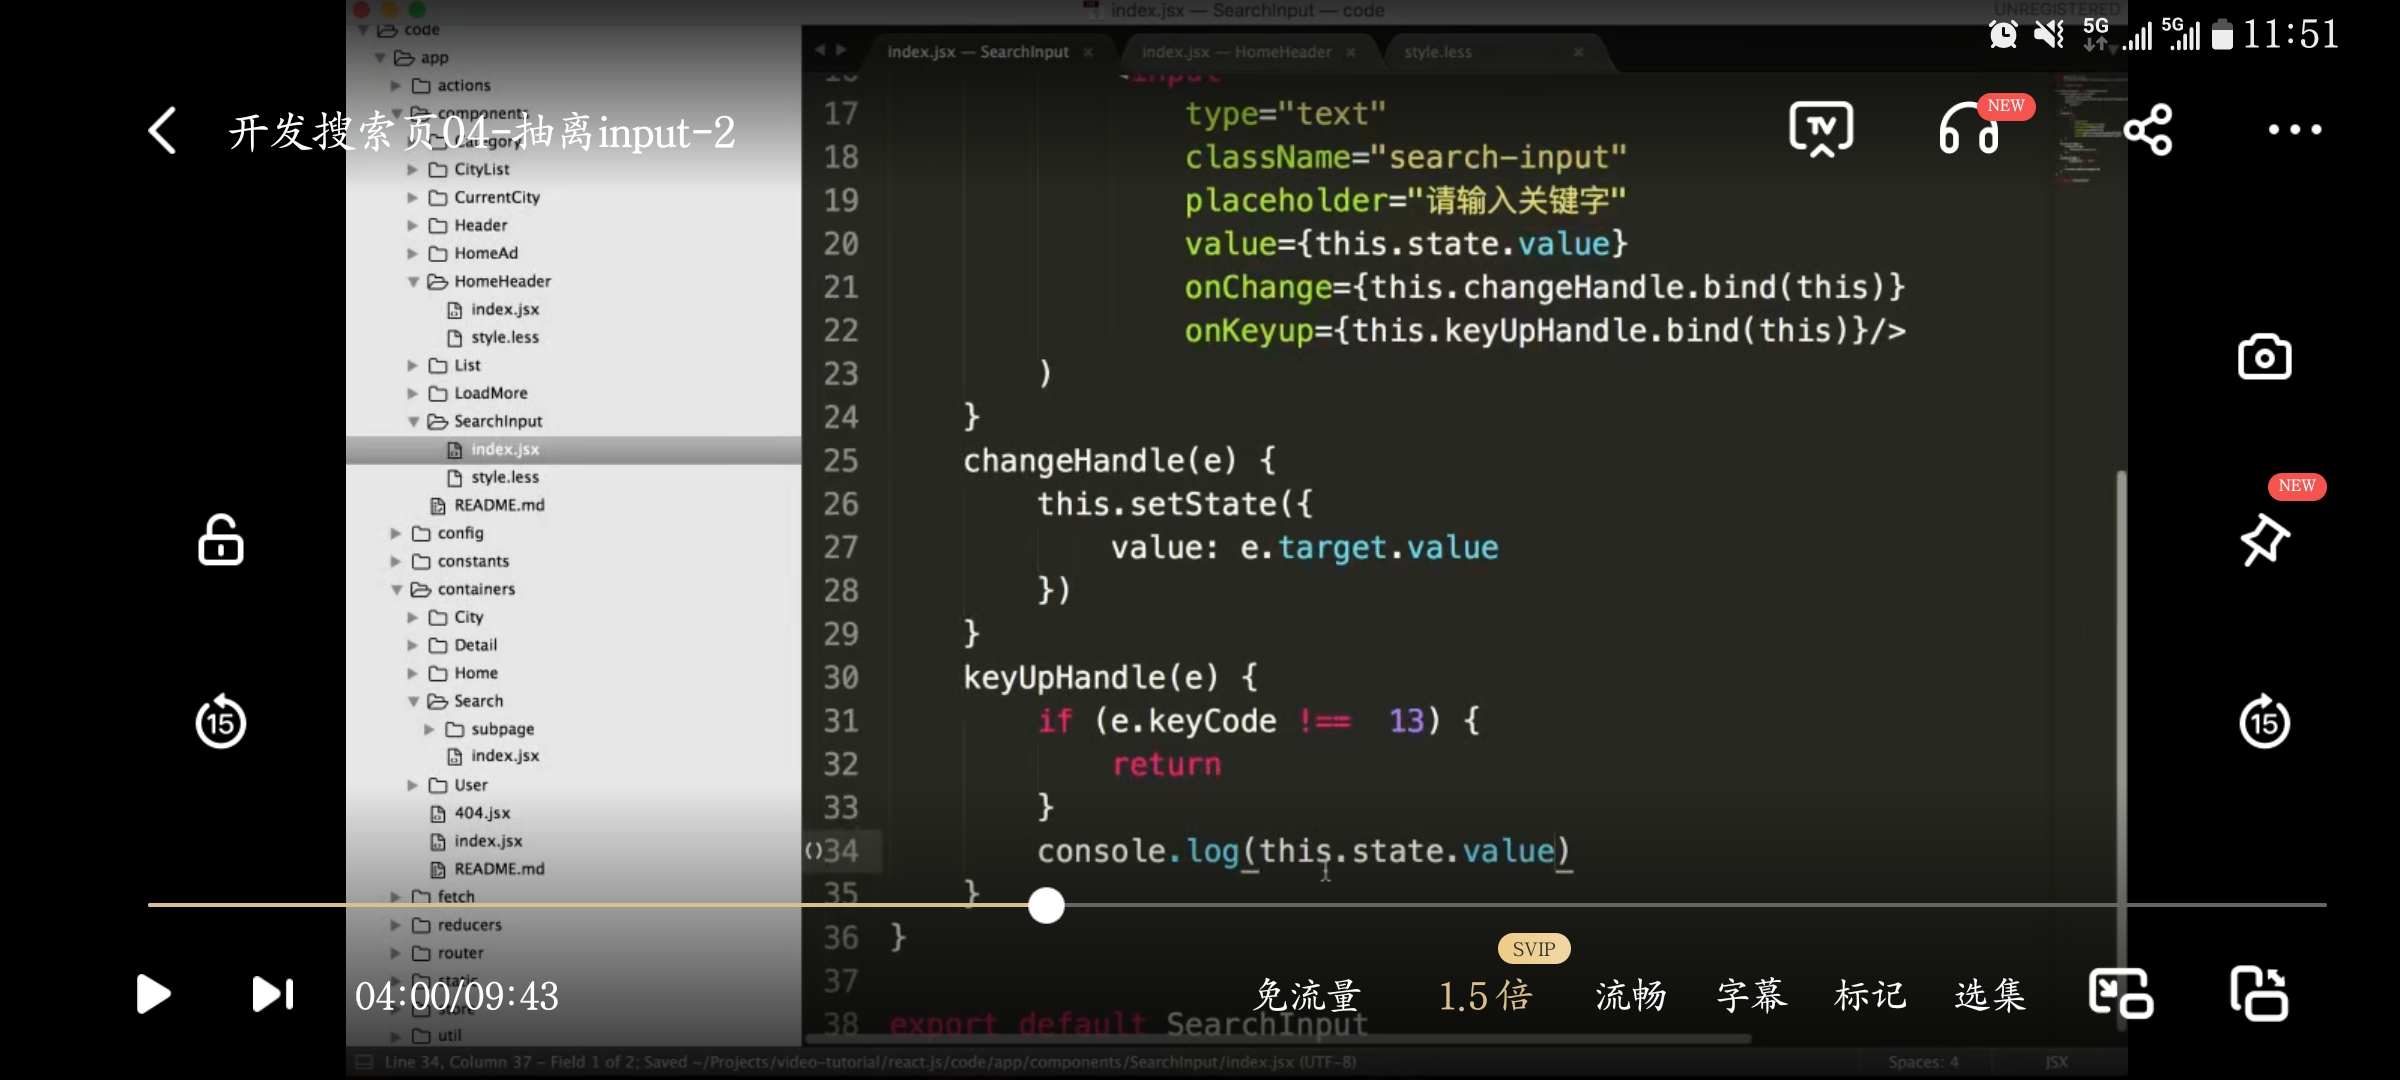 index.jsx — SearchInput — code
UNREGISTERED
5G 5G 11:51
开发搜索页04-抽离input-2
NEW
code
app
actions
components
Category
CityList
CurrentCity
Header
HomeAd
HomeHeader
index.jsx
style.less
List
LoadMore
SearchInput
index.jsx
style.less
README.md
config
constants
containers
City
Detail
Home
Search
subpage
index.jsx
User
404.jsx
index.jsx
README.md
fetch
reducers
router
static
store
util
index.jsx — SearchInput × index.jsx — HomeHeader × style.less ×
16 <input
17 type="text"
18 className="search-input"
19 placeholder="请输入关键字"
20 value={this.state.value}
21 onChange={this.changeHandle.bind(this)}
22 onKeyup={this.keyUpHandle.bind(this)}/>
23 )
24 }
25 changeHandle(e) {
26 this.setState({
27 value: e.target.value
28 })
29 }
30 keyUpHandle(e) {
31 if (e.keyCode !== 13) {
32 return
33 }
34 console.log(this.state.value)
35 }
36 }
37
38 export default SearchInput
NEW
15
15
04:00/09:43
免流量
SVIP
1.5倍
流畅
字幕
标记
选集
Line 34, Column 37 – Field 1 of 2; Saved ~/Projects/video-tutorial/react.js/code/app/components/SearchInput/index.jsx (UTF-8)
Spaces: 4
JSX